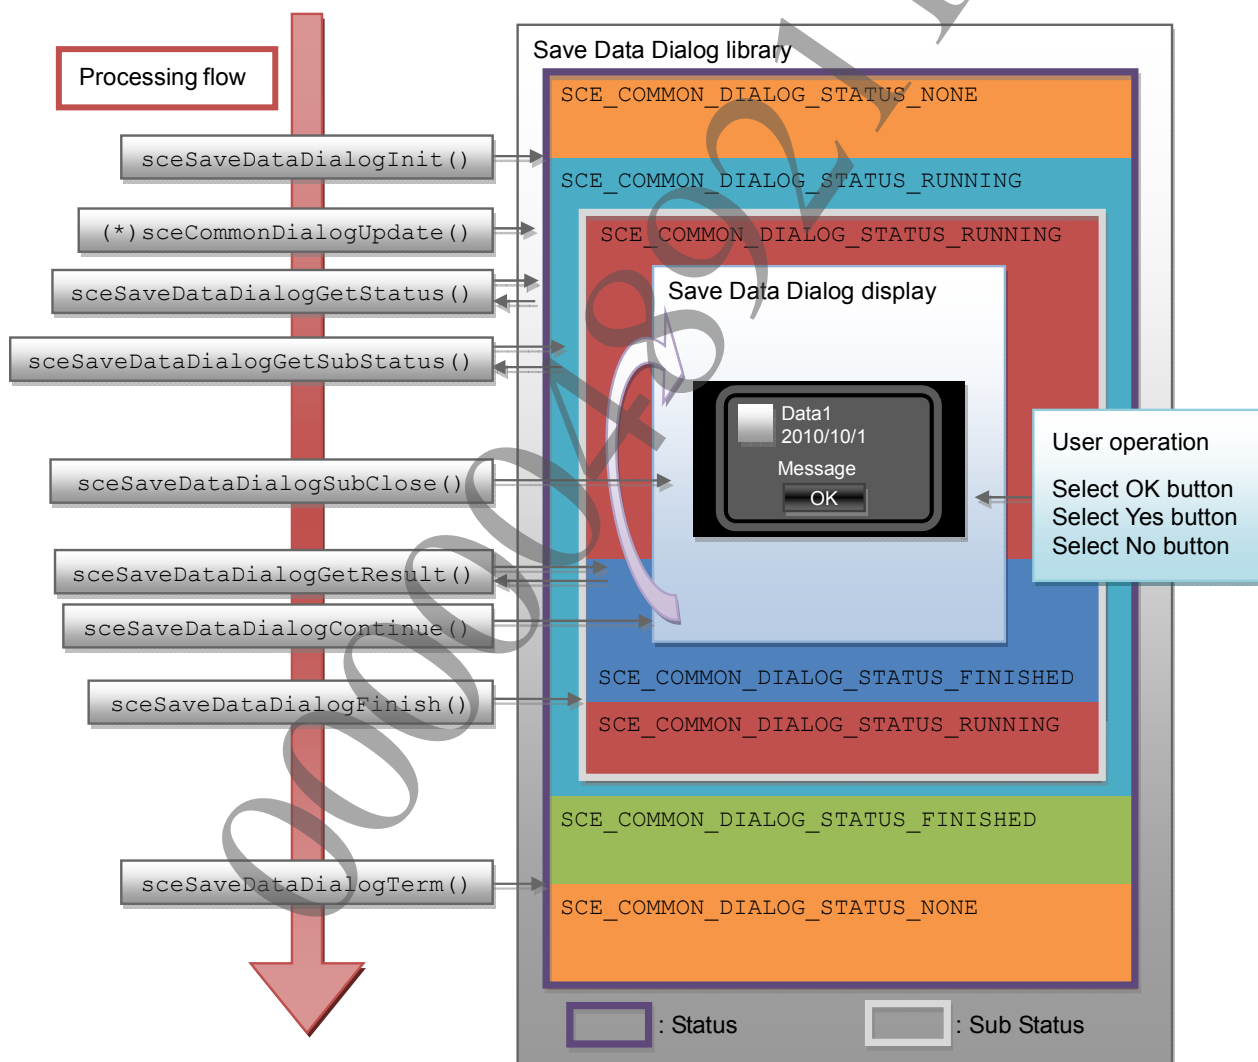 Processing flow
sceSaveDataDialogInit()
(*)sceCommonDialogUpdate()
sceSaveDataDialogGetStatus()
sceSaveDataDialogGetSubStatus()
sceSaveDataDialogSubClose()
sceSaveDataDialogGetResult()
sceSaveDataDialogContinue()
sceSaveDataDialogFinish()
sceSaveDataDialogTerm()
Save Data Dialog library
SCE_COMMON_DIALOG_STATUS_NONE
SCE_COMMON_DIALOG_STATUS_RUNNING
SCE_COMMON_DIALOG_STATUS_RUNNING
Save Data Dialog display
Data1
2010/10/1
Message
OK
User operation
Select OK button
Select Yes button
Select No button
SCE_COMMON_DIALOG_STATUS_FINISHED
SCE_COMMON_DIALOG_STATUS_RUNNING
SCE_COMMON_DIALOG_STATUS_FINISHED
SCE_COMMON_DIALOG_STATUS_NONE
: Status
: Sub Status